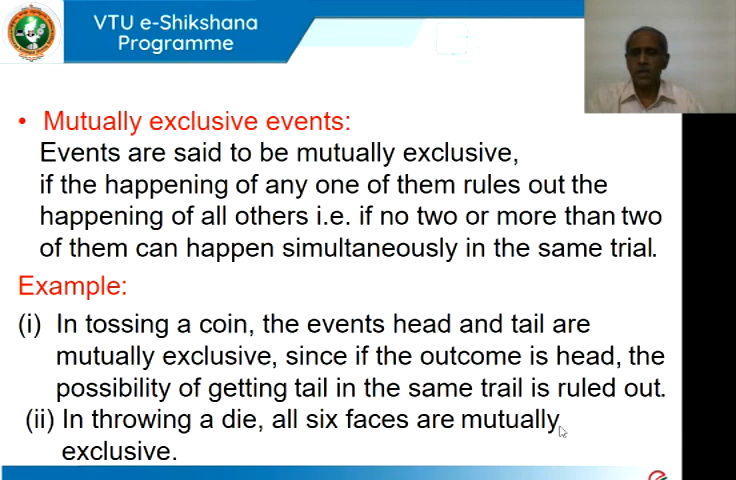 VTU e-Shikshana
Programme
• Mutually exclusive events:
Events are said to be mutually exclusive,
if the happening of any one of them rules out the
happening of all others i.e. if no two or more than two
of them can happen simultaneously in the same trial.
Example:
(i) In tossing a coin, the events head and tail are
mutually exclusive, since if the outcome is head, the
possibility of getting tail in the same trail is ruled out.
(ii) In throwing a die, all six faces are mutually
exclusive.